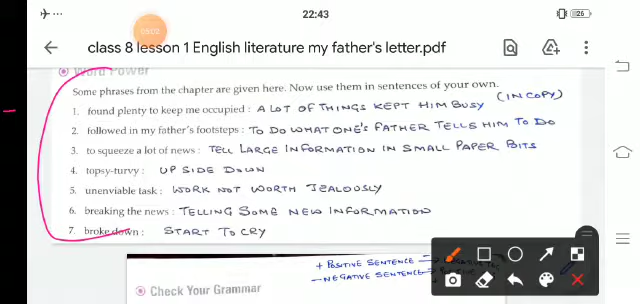 22:43
26
03:02
class 8 lesson 1 English literature my father's letter.pdf
Word Power
Some phrases from the chapter are given here. Now use them in sentences of your own.
(IN COPY)
1. found plenty to keep me occupied : A LOT OF THINGS KEPT HIM BUSY
2. followed in my father's footsteps : TO DO WHAT ONE'S FATHER TELLS HIM TO DO
3. to squeeze a lot of news : TELL LARGE INFORMATION IN SMALL PAPER BITS
4. topsy-turvy : UP SIDE DOWN
5. unenviable task : WORK NOT WORTH JEALOUSLY
6. breaking the news : TELLING SOME NEW INFORMATION
7. broke down : START TO CRY
+ POSITIVE SENTENCE →
— NEGATIVE SENTENCE →
Check Your Grammar